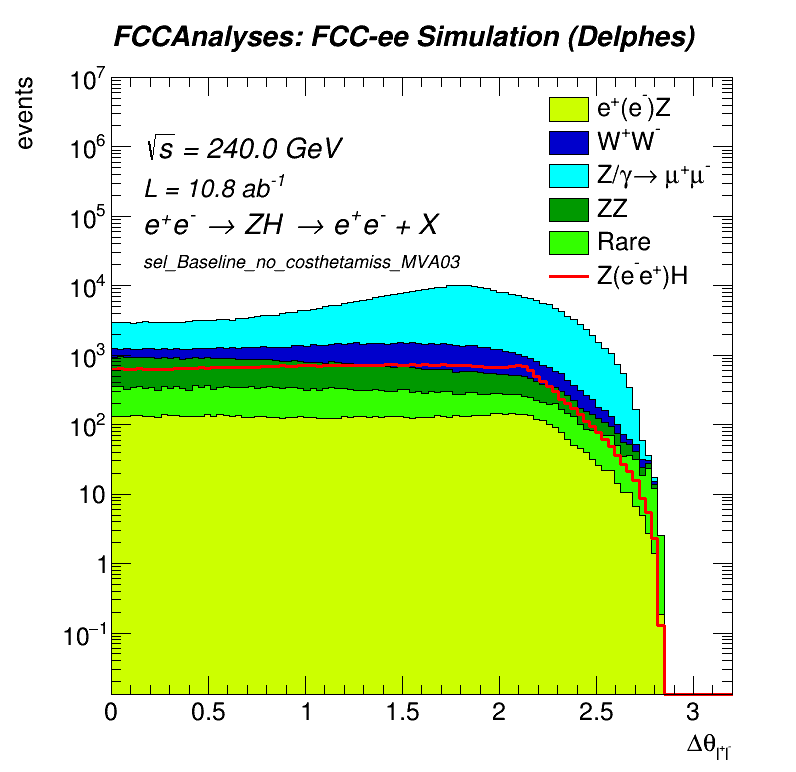 FCCAnalyses: FCC-ee Simulation (Delphes)
events
10⁷
10⁶
10⁵
10⁴
10³
10²
10
1
10⁻¹
√s = 240.0 GeV
L = 10.8 ab⁻¹
e⁺e⁻ → ZH → e⁺e⁻ + X
sel_Baseline_no_costhetamiss_MVA03
e⁺(e⁻)Z
W⁺W⁻
Z/γ→ μ⁺μ⁻
ZZ
Rare
Z(e⁻e⁺)H
0 0.5 1 1.5 2 2.5 3
Δθ_{l⁺l⁻}